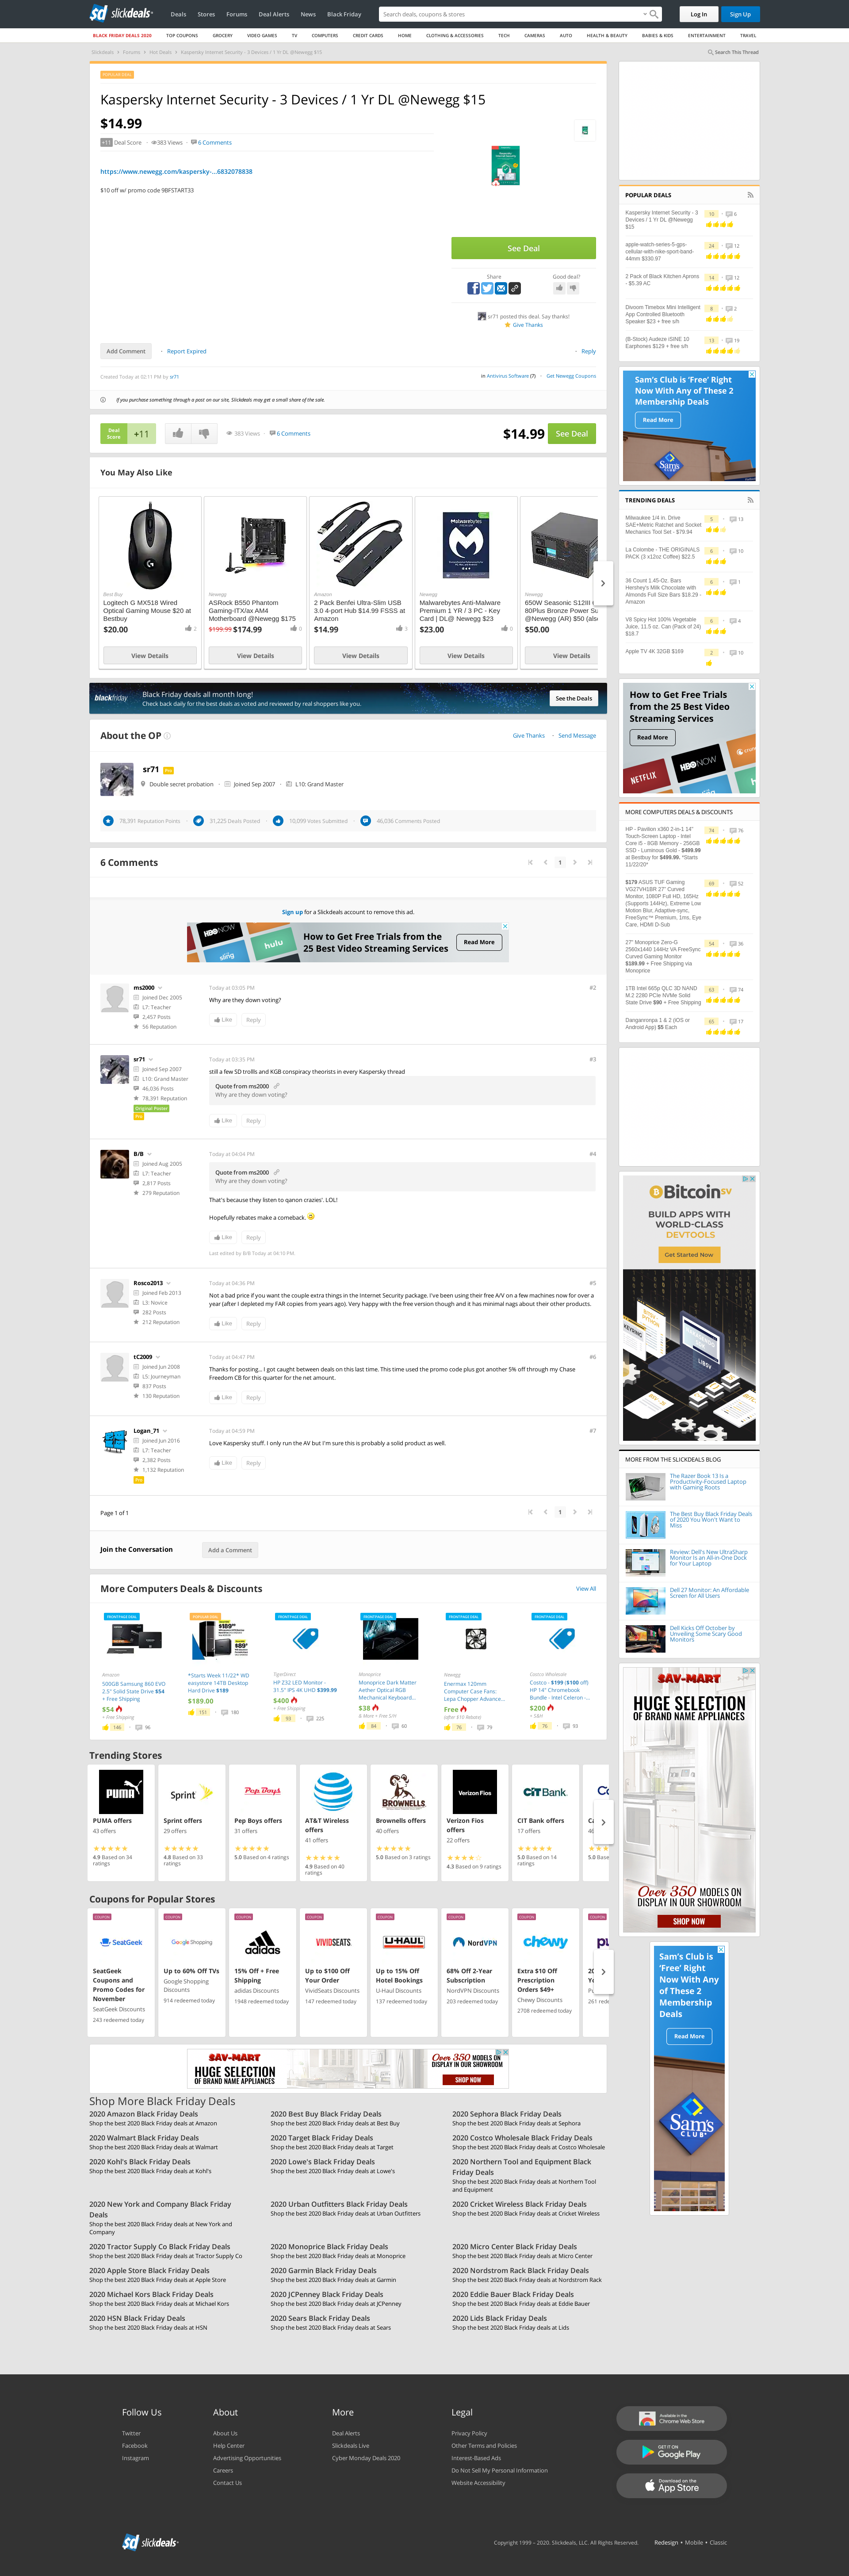 slickdeals
Deals
Stores
Forums
Deal Alerts
News
Black Friday
Search deals, coupons & stores
Log In
Sign Up
BLACK FRIDAY DEALS 2020
TOP COUPONS
GROCERY
VIDEO GAMES
TV
COMPUTERS
CREDIT CARDS
HOME
CLOTHING & ACCESSORIES
TECH
CAMERAS
AUTO
HEALTH & BEAUTY
BABIES & KIDS
ENTERTAINMENT
TRAVEL
Slickdeals > Forums > Hot Deals > Kaspersky Internet Security - 3 Devices / 1 Yr DL @Newegg $15
Search This Thread
POPULAR DEAL
Kaspersky Internet Security - 3 Devices / 1 Yr DL @Newegg $15
$14.99
+11 Deal Score
383 Views
6 Comments
https://www.newegg.com/kaspersky-...6832078838
$10 off w/ promo code 9BFSTART33
See Deal
Share
Good deal?
sr71 posted this deal. Say thanks!
Give Thanks
Add Comment
Report Expired
Reply
Created Today at 02:11 PM by sr71
in Antivirus Software (7)
Get Newegg Coupons
If you purchase something through a post on our site, Slickdeals may get a small share of the sale.
Deal Score
+11
383 Views
6 Comments
$14.99
See Deal
You May Also Like
Best Buy
Logitech G MX518 Wired Optical Gaming Mouse $20 at Bestbuy
$20.00
2
View Details
Newegg
ASRock B550 Phantom Gaming-ITX/ax AM4 Motherboard @Newegg $175
$199.99 $174.99
0
View Details
Amazon
2 Pack Benfei Ultra-Slim USB 3.0 4-port Hub $14.99 FSSS at Amazon
$14.99
3
View Details
Newegg
Malwarebytes Anti-Malware Premium 1 YR / 3 PC - Key Card | DL@ Newegg $23
$23.00
0
View Details
Newegg
650W Seasonic S12III
80Plus Bronze Power Su
@Newegg (AR) $50 (also
$50.00
View Details
blackfriday
Black Friday deals all month long!
Check back daily for the best deals as voted and reviewed by real shoppers like you.
See the Deals
About the OP
Give Thanks
Send Message
sr71
Pro
Double secret probation
Joined Sep 2007
L10: Grand Master
78,391 Reputation Points
31,225 Deals Posted
10,099 Votes Submitted
46,036 Comments Posted
6 Comments
1
Sign up for a Slickdeals account to remove this ad.
HBO NOW
sling
hulu
How to Get Free Trials from the
25 Best Video Streaming Services
Read More
ms2000
Joined Dec 2005
L7: Teacher
2,457 Posts
56 Reputation
Today at 03:05 PM
#2
Why are they down voting?
Like
Reply
sr71
Joined Sep 2007
L10: Grand Master
46,036 Posts
78,391 Reputation
Original Poster
Pro
Today at 03:35 PM
#3
still a few SD trolls and KGB conspiracy theorists in every Kaspersky thread
Quote from ms2000
Why are they down voting?
Like
Reply
B/B
Joined Aug 2005
L7: Teacher
2,817 Posts
279 Reputation
Today at 04:04 PM
#4
Quote from ms2000
Why are they down voting?
That's because they listen to qanon crazies'. LOL!
Hopefully rebates make a comeback.
Like
Reply
Last edited by B/B Today at 04:10 PM.
Rosco2013
Joined Feb 2013
L3: Novice
282 Posts
212 Reputation
Today at 04:36 PM
#5
Not a bad price if you want the couple extra things in the Internet Security package. I've been using their free A/V on a few machines now for over a
year (after I depleted my FAR copies from years ago). Very happy with the free version though and it has minimal nags about their other products.
Like
Reply
tC2009
Joined Jun 2008
L5: Journeyman
837 Posts
130 Reputation
Today at 04:47 PM
#6
Thanks for posting... I got caught between deals on this last time. This time used the promo code plus got another 5% off through my Chase
Freedom CB for this quarter for the net amount.
Like
Reply
Logan_71
Joined Jun 2016
L7: Teacher
2,382 Posts
1,132 Reputation
Pro
Today at 04:59 PM
#7
Love Kaspersky stuff. I only run the AV but I'm sure this is probably a solid product as well.
Like
Reply
Page 1 of 1
1
Join the Conversation
Add a Comment
More Computers Deals & Discounts
View All
FRONTPAGE DEAL
Amazon
500GB Samsung 860 EVO 2.5" Solid State Drive $54 + Free Shipping
$54
+ Free Shipping
146
96
POPULAR DEAL
*Starts Week 11/22* WD easystore 14TB Desktop Hard Drive $189
$189.00
151
180
FRONTPAGE DEAL
TigerDirect
HP Z32 LED Monitor - 31.5" IPS 4K UHD $399.99
$400
+ Free Shipping
93
225
FRONTPAGE DEAL
Monoprice
Monoprice Dark Matter Aether Optical RGB Mechanical Keyboard...
$38
& More + Free S/H
84
60
FRONTPAGE DEAL
Newegg
Enermax 120mm Computer Case Fans: Lepa Chopper Advance...
Free
(after $10 Rebate)
76
79
FRONTPAGE DEAL
Costco Wholesale
Costco - $199 ($100 off) HP 14" Chromebook Bundle - Intel Celeron -...
$200
+ S&H
76
93
Trending Stores
PUMA offers
43 offers
4.9 Based on 34 ratings
Sprint offers
29 offers
4.8 Based on 33 ratings
Pep Boys offers
31 offers
5.0 Based on 4 ratings
AT&T Wireless offers
41 offers
4.9 Based on 40 ratings
Brownells offers
40 offers
5.0 Based on 3 ratings
Verizon Fios
Verizon Fios offers
22 offers
4.3 Based on 9 ratings
CIT Bank offers
17 offers
5.0 Based on 14 ratings
Coupons for Popular Stores
COUPON
SeatGeek
SeatGeek Coupons and Promo Codes for November
SeatGeek Discounts
243 redeemed today
COUPON
Google Shopping
Up to 60% Off TVs
Google Shopping Discounts
914 redeemed today
COUPON
adidas
15% Off + Free Shipping
adidas Discounts
1948 redeemed today
COUPON
VIVIDSEATS
Up to $100 Off Your Order
VividSeats Discounts
147 redeemed today
COUPON
U-HAUL
Up to 15% Off Hotel Bookings
U-Haul Discounts
137 redeemed today
COUPON
NordVPN
68% Off 2-Year Subscription
NordVPN Discounts
203 redeemed today
COUPON
chewy
Extra $10 Off Prescription Orders $49+
Chewy Discounts
2708 redeemed today
COUPON
SAV-MART
HUGE SELECTION
OF BRAND NAME APPLIANCES
OVER 350 MODELS ON
DISPLAY IN OUR SHOWROOM
SHOP NOW
Shop More Black Friday Deals
2020 Amazon Black Friday Deals
Shop the best 2020 Black Friday deals at Amazon
2020 Best Buy Black Friday Deals
Shop the best 2020 Black Friday deals at Best Buy
2020 Sephora Black Friday Deals
Shop the best 2020 Black Friday deals at Sephora
2020 Walmart Black Friday Deals
Shop the best 2020 Black Friday deals at Walmart
2020 Target Black Friday Deals
Shop the best 2020 Black Friday deals at Target
2020 Costco Wholesale Black Friday Deals
Shop the best 2020 Black Friday deals at Costco Wholesale
2020 Kohl's Black Friday Deals
Shop the best 2020 Black Friday deals at Kohl's
2020 Lowe's Black Friday Deals
Shop the best 2020 Black Friday deals at Lowe's
2020 Northern Tool and Equipment Black Friday Deals
Shop the best 2020 Black Friday deals at Northern Tool and Equipment
2020 New York and Company Black Friday Deals
Shop the best 2020 Black Friday deals at New York and Company
2020 Urban Outfitters Black Friday Deals
Shop the best 2020 Black Friday deals at Urban Outfitters
2020 Cricket Wireless Black Friday Deals
Shop the best 2020 Black Friday deals at Cricket Wireless
2020 Tractor Supply Co Black Friday Deals
Shop the best 2020 Black Friday deals at Tractor Supply Co
2020 Monoprice Black Friday Deals
Shop the best 2020 Black Friday deals at Monoprice
2020 Micro Center Black Friday Deals
Shop the best 2020 Black Friday deals at Micro Center
2020 Apple Store Black Friday Deals
Shop the best 2020 Black Friday deals at Apple Store
2020 Garmin Black Friday Deals
Shop the best 2020 Black Friday deals at Garmin
2020 Nordstrom Rack Black Friday Deals
Shop the best 2020 Black Friday deals at Nordstrom Rack
2020 Michael Kors Black Friday Deals
Shop the best 2020 Black Friday deals at Michael Kors
2020 JCPenney Black Friday Deals
Shop the best 2020 Black Friday deals at JCPenney
2020 Eddie Bauer Black Friday Deals
Shop the best 2020 Black Friday deals at Eddie Bauer
2020 HSN Black Friday Deals
Shop the best 2020 Black Friday deals at HSN
2020 Sears Black Friday Deals
Shop the best 2020 Black Friday deals at Sears
2020 Lids Black Friday Deals
Shop the best 2020 Black Friday deals at Lids
POPULAR DEALS
Kaspersky Internet Security - 3 Devices / 1 Yr DL @Newegg $15
10
6
apple-watch-series-5-gps-cellular-with-nike-sport-band-44mm $330.97
24
12
2 Pack of Black Kitchen Aprons - $5.39 AC
14
12
Divoom Timebox Mini Intelligent App Controlled Bluetooth Speaker $23 + free s/h
8
2
(B-Stock) Audeze iSINE 10 Earphones $129 + free s/h
13
19
Sam's Club is 'Free' Right
Now With Any of These 2
Membership Deals
Read More
Sam's
TRENDING DEALS
Milwaukee 1/4 in. Drive SAE+Metric Ratchet and Socket Mechanics Tool Set - $79.94
5
13
La Colombe - THE ORIGINALS PACK (3 x12oz Coffee) $22.5
6
10
36 Count 1.45-Oz. Bars Hershey's Milk Chocolate with Almonds Full Size Bars $18.29 - Amazon
6
1
V8 Spicy Hot 100% Vegetable Juice, 11.5 oz. Can (Pack of 24) $18.7
6
4
Apple TV 4K 32GB $169
2
10
How to Get Free Trials
from the 25 Best Video
Streaming Services
Read More
NETFLIX
HBO NOW
MORE COMPUTERS DEALS & DISCOUNTS
HP - Pavilion x360 2-in-1 14" Touch-Screen Laptop - Intel Core i5 - 8GB Memory - 256GB SSD - Luminous Gold - $499.99 at Bestbuy for $499.99, *Starts 11/22/20*
74
76
$179 ASUS TUF Gaming VG27VH1BR 27" Curved Monitor, 1080P Full HD, 165Hz (Supports 144Hz), Extreme Low Motion Blur, Adaptive-sync, FreeSync™ Premium, 1ms, Eye Care, HDMI D-Sub
69
52
27" Monoprice Zero-G 2560x1440 144Hz VA FreeSync Curved Gaming Monitor $189.99 + Free Shipping via Monoprice
54
36
1TB Intel 665p QLC 3D NAND M.2 2280 PCIe NVMe Solid State Drive $90 + Free Shipping
63
74
Danganronpa 1 & 2 (iOS or Android App) $5 Each
65
17
Bitcoin SV
BUILD APPS WITH
WORLD-CLASS
DEVTOOLS
Get Started Now
MORE FROM THE SLICKDEALS BLOG
The Razer Book 13 Is a Productivity-Focused Laptop with Gaming Roots
The Best Buy Black Friday Deals of 2020 You Won't Want to Miss
Review: Dell's New UltraSharp Monitor Is an All-in-One Dock for Your Laptop
Dell 27 Monitor: An Affordable Screen for All Users
Dell Kicks Off October by Unveiling Some Scary Good Monitors
SAV-MART
HUGE SELECTION
OF BRAND NAME APPLIANCES
OVER 350 MODELS ON
DISPLAY IN OUR SHOWROOM
SHOP NOW
Sam's Club is
'Free' Right
Now With Any
of These 2
Membership
Deals
Read More
Sam's
CLUB
Follow Us
Twitter
Facebook
Instagram
About
About Us
Help Center
Advertising Opportunities
Careers
Contact Us
More
Deal Alerts
Slickdeals Live
Cyber Monday Deals 2020
Legal
Privacy Policy
Other Terms and Policies
Interest-Based Ads
Do Not Sell My Personal Information
Website Accessibility
Available in the
Chrome Web Store
GET IT ON
Google Play
Download on the
App Store
slickdeals
Copyright 1999 - 2020. Slickdeals, LLC. All Rights Reserved.
Redesign • Mobile • Classic